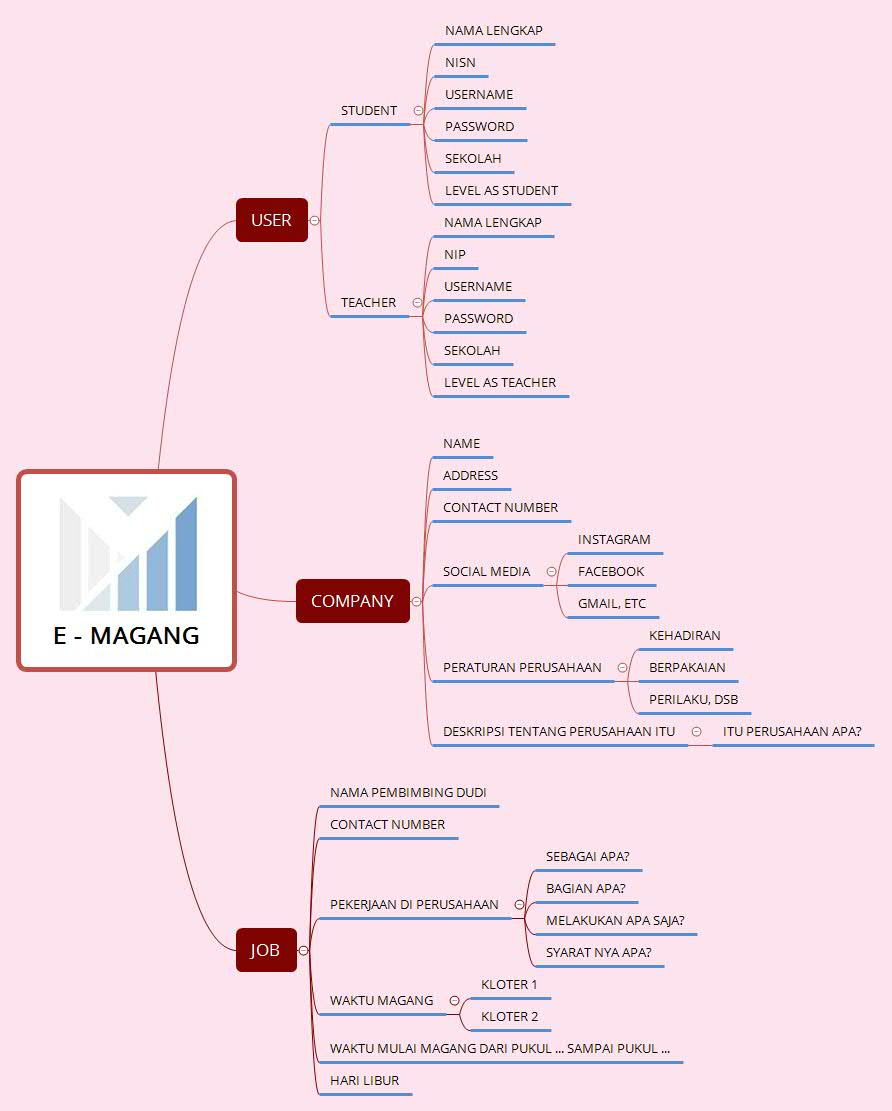 NAMA LENGKAP
NISN
USERNAME
PASSWORD
SEKOLAH
LEVEL AS STUDENT
STUDENT
USER
NAMA LENGKAP
NIP
USERNAME
PASSWORD
SEKOLAH
LEVEL AS TEACHER
TEACHER
E - MAGANG
COMPANY
NAME
ADDRESS
CONTACT NUMBER
SOCIAL MEDIA
INSTAGRAM
FACEBOOK
GMAIL, ETC
PERATURAN PERUSAHAAN
KEHADIRAN
BERPAKAIAN
PERILAKU, DSB
DESKRIPSI TENTANG PERUSAHAAN ITU
ITU PERUSAHAAN APA?
JOB
NAMA PEMBIMBING DUDI
CONTACT NUMBER
PEKERJAAN DI PERUSAHAAN
SEBAGAI APA?
BAGIAN APA?
MELAKUKAN APA SAJA?
SYARAT NYA APA?
WAKTU MAGANG
KLOTER 1
KLOTER 2
WAKTU MULAI MAGANG DARI PUKUL ... SAMPAI PUKUL ...
HARI LIBUR